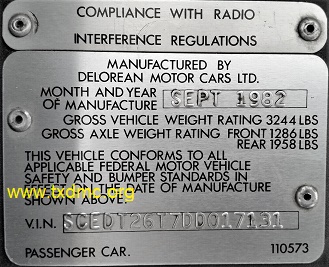 COMPLIANCE WITH RADIO
INTERFERENCE REGULATIONS
MANUFACTURED BY
DELOREAN MOTOR CARS LTD.
MONTH AND YEAR
OF MANUFACTURE SEPT 1982
GROSS VEHICLE WEIGHT RATING 3244 LBS
GROSS AXLE WEIGHT RATING FRONT 1286 LBS
REAR 1958 LBS
THIS VEHICLE CONFORMS TO ALL
APPLICABLE FEDERAL MOTOR VEHICLE
SAFETY AND BUMPER STANDARDS IN
THE DATE OF MANUFACTURE
www.txdmc.org
SHOWN ABOVE.
V.I.N. SCEDT26T7DD017131
PASSENGER CAR. 110573